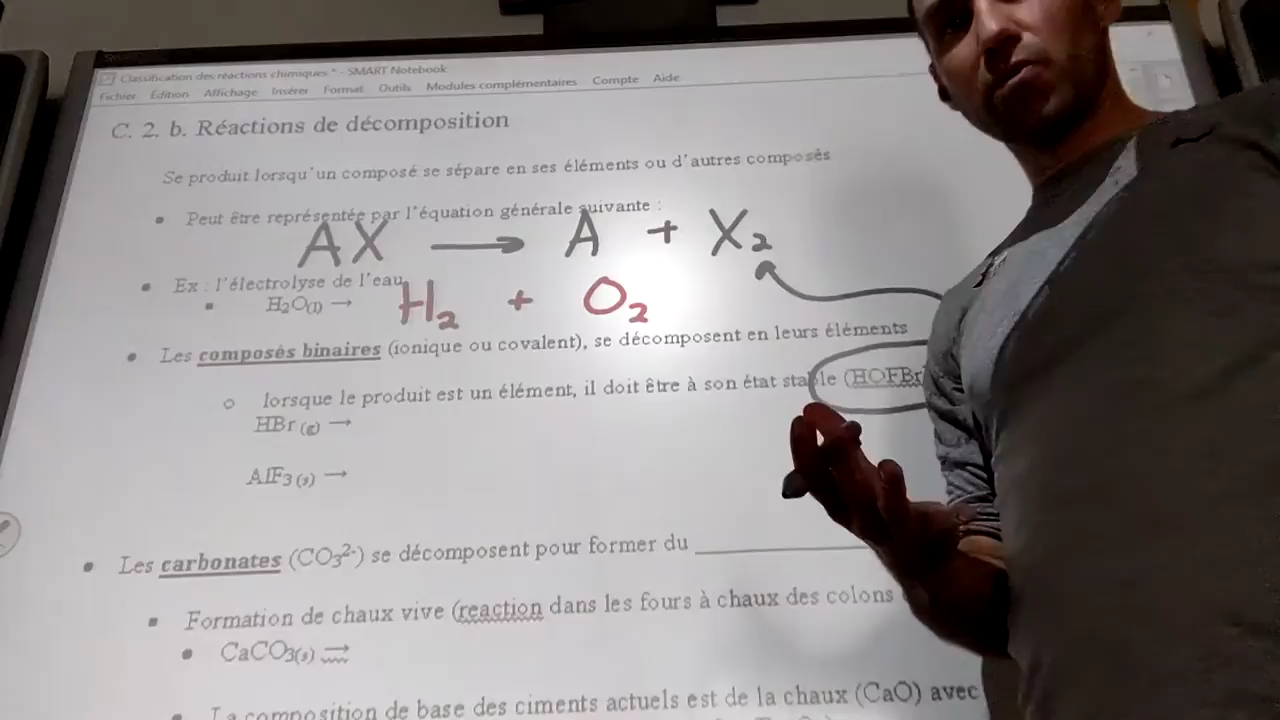 Classification des réactions chimiques * - SMART Notebook
Fichier Édition Affichage Insérer Format Outils Modules complémentaires Compte Aide
C. 2. b. Réactions de décomposition
Se produit lorsqu'un composé se sépare en ses éléments ou d'autres composés
• Peut être représentée par l'équation générale suivante :
AX → A + X₂
• Ex : l'électrolyse de l'eau
▪ H₂O(l) → H₂ + O₂
• Les composés binaires (ionique ou covalent), se décomposent en leurs éléments
○ lorsque le produit est un élément, il doit être à son état stable (HOFBr
HBr (g) →
AlF₃ (s) →
• Les carbonates (CO₃²⁻) se décomposent pour former du ____________
▪ Formation de chaux vive (reaction dans les fours à chaux des colons
• CaCO₃(s) →
▪ La composition de base des ciments actuels est de la chaux (CaO) avec